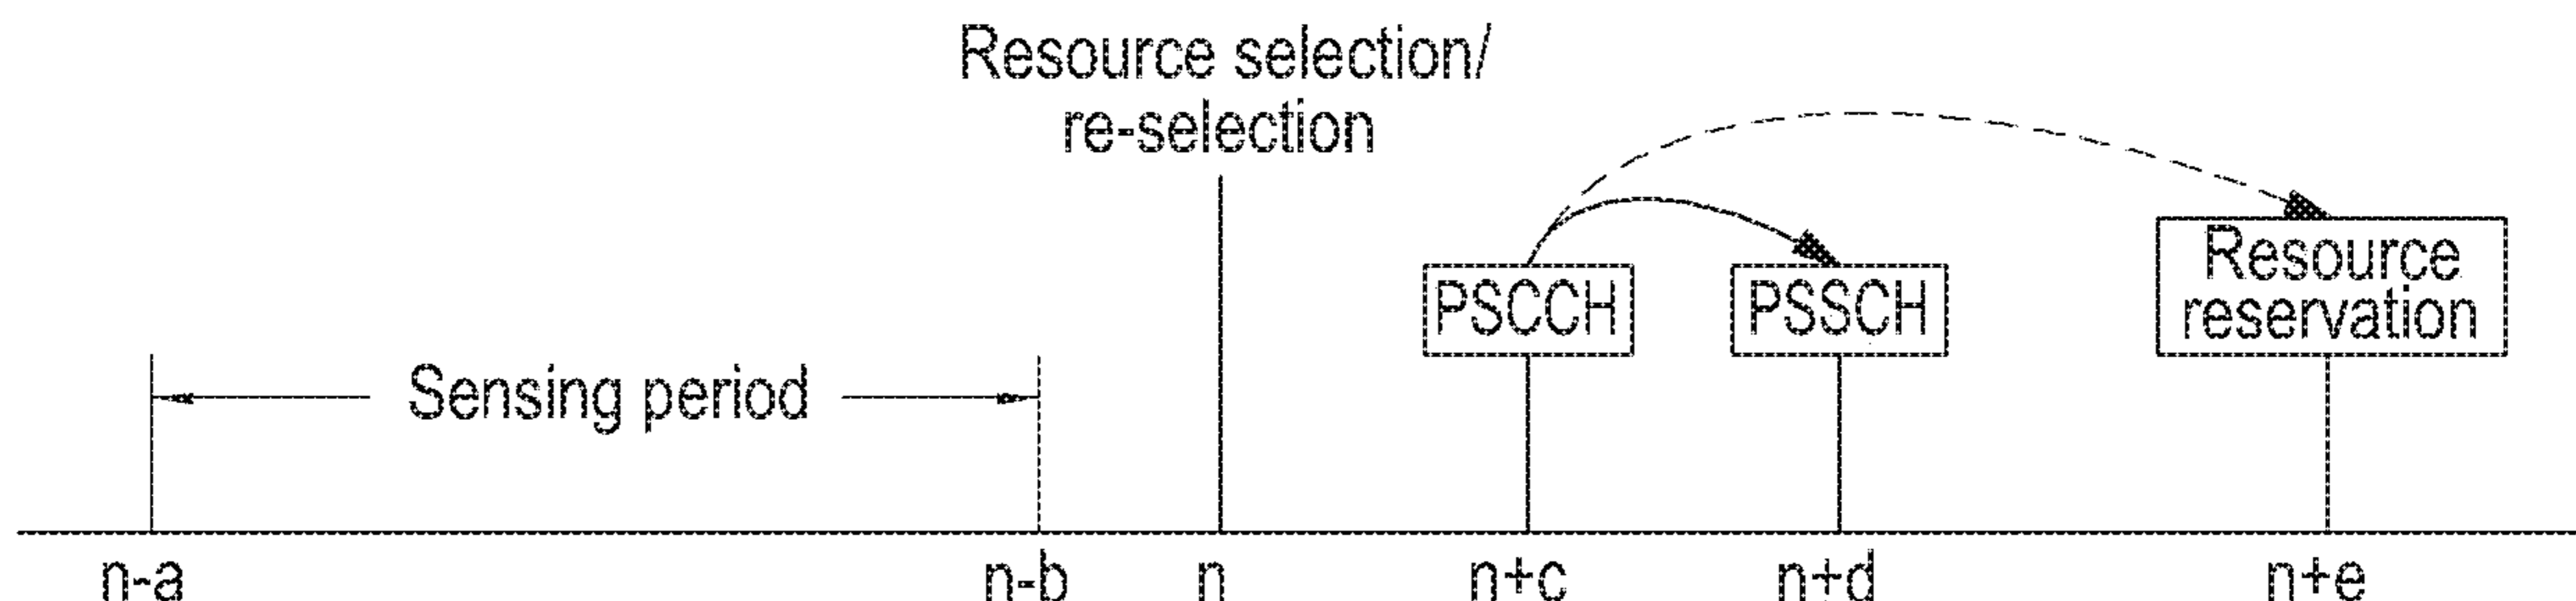 Resource selection/
re-selection
PSCCH
PSSCH
Resource
reservation
Sensing period
n-a
n-b
n
n+c
n+d
n+e